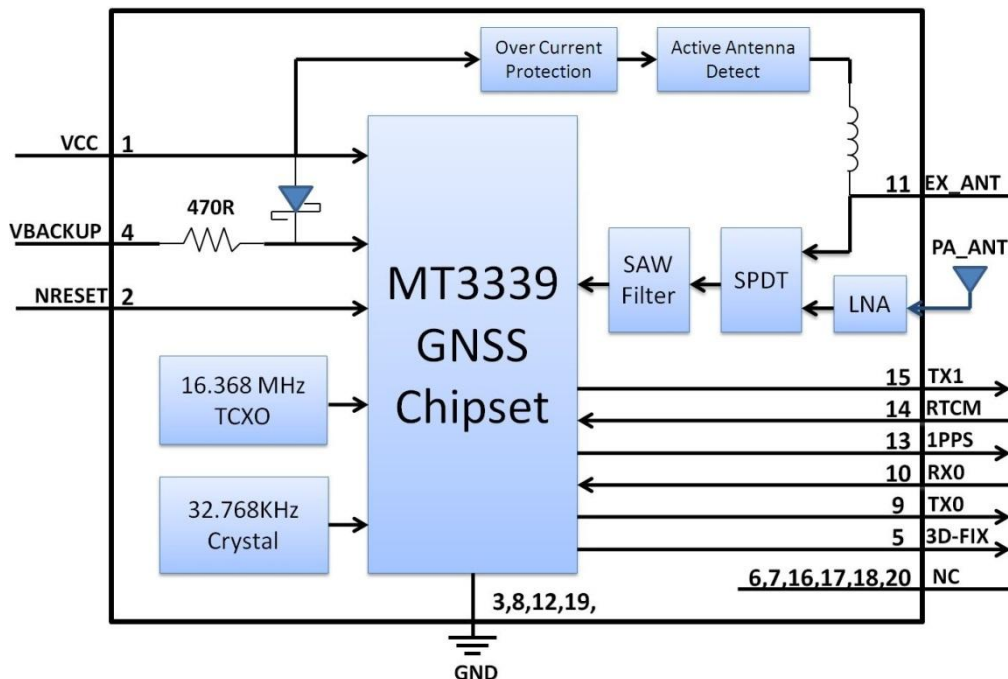 Over Current
Protection
Active Antenna
Detect
VCC 1
11 EX_ANT
470R
VBACKUP 4
PA_ANT
NRESET 2
MT3339
GNSS
Chipset
SAW
Filter
SPDT
LNA
16.368 MHz
TCXO
32.768KHz
Crystal
15 TX1
14 RTCM
13 1PPS
10 RX0
9 TX0
5 3D-FIX
6,7,16,17,18,20 NC
3,8,12,19,
GND